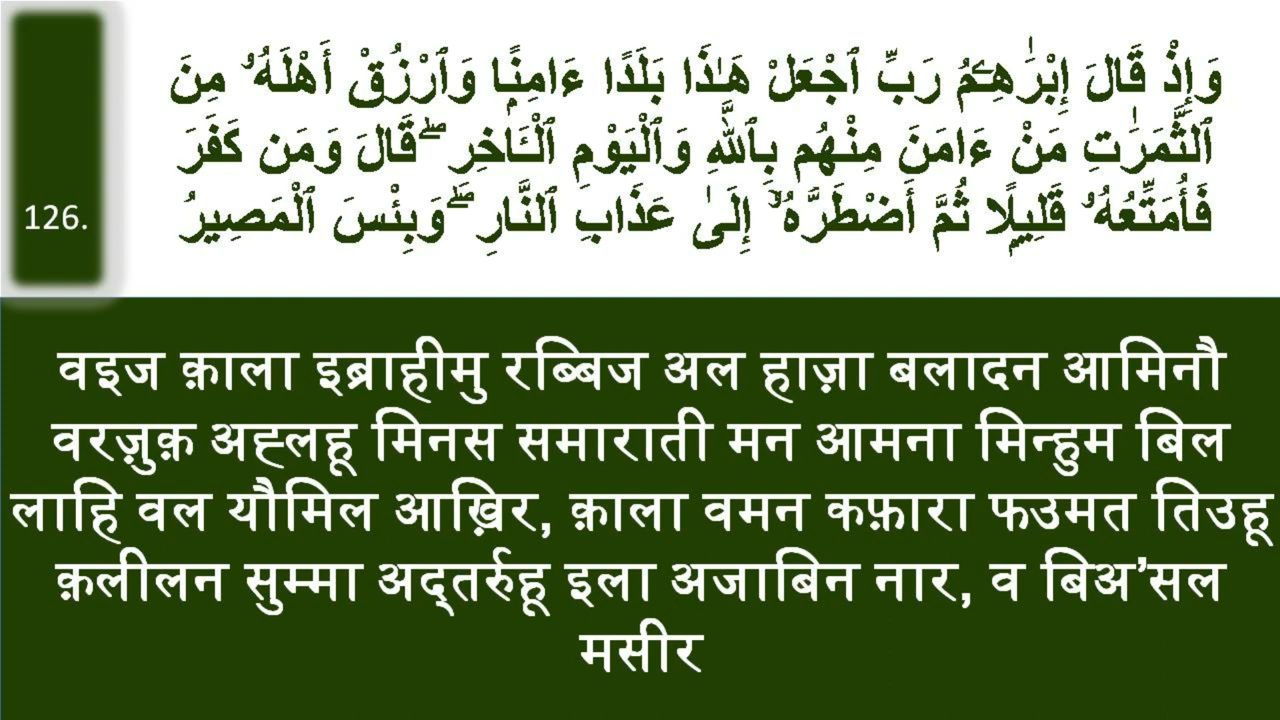 126.
وَإِذْ قَالَ إِبْرَٰهِـۧمُ رَبِّ ٱجْعَلْ هَـٰذَا بَلَدًا ءَامِنًۭا وَٱرْزُقْ أَهْلَهُۥ مِنَ
ٱلثَّمَرَٰتِ مَنْ ءَامَنَ مِنْهُم بِٱللَّهِ وَٱلْيَوْمِ ٱلْـَٔاخِرِ ۖ قَالَ وَمَن كَفَرَ
فَأُمَتِّعُهُۥ قَلِيلًۭا ثُمَّ أَضْطَرُّهُۥٓ إِلَىٰ عَذَابِ ٱلنَّارِ ۖ وَبِئْسَ ٱلْمَصِيرُ
वइज क़ाला इब्राहीमु रब्बिज अल हाज़ा बलादन आमिनौ
वरज़ुक़ अह्लहू मिनस समाराती मन आमना मिन्हुम बिल
लाहि वल यौमिल आख़िर, क़ाला वमन कफ़ारा फउमत तिउहू
क़लीलन सुम्मा अद्तर्रुहू इला अजाबिन नार, व बिअ’सल
मसीर